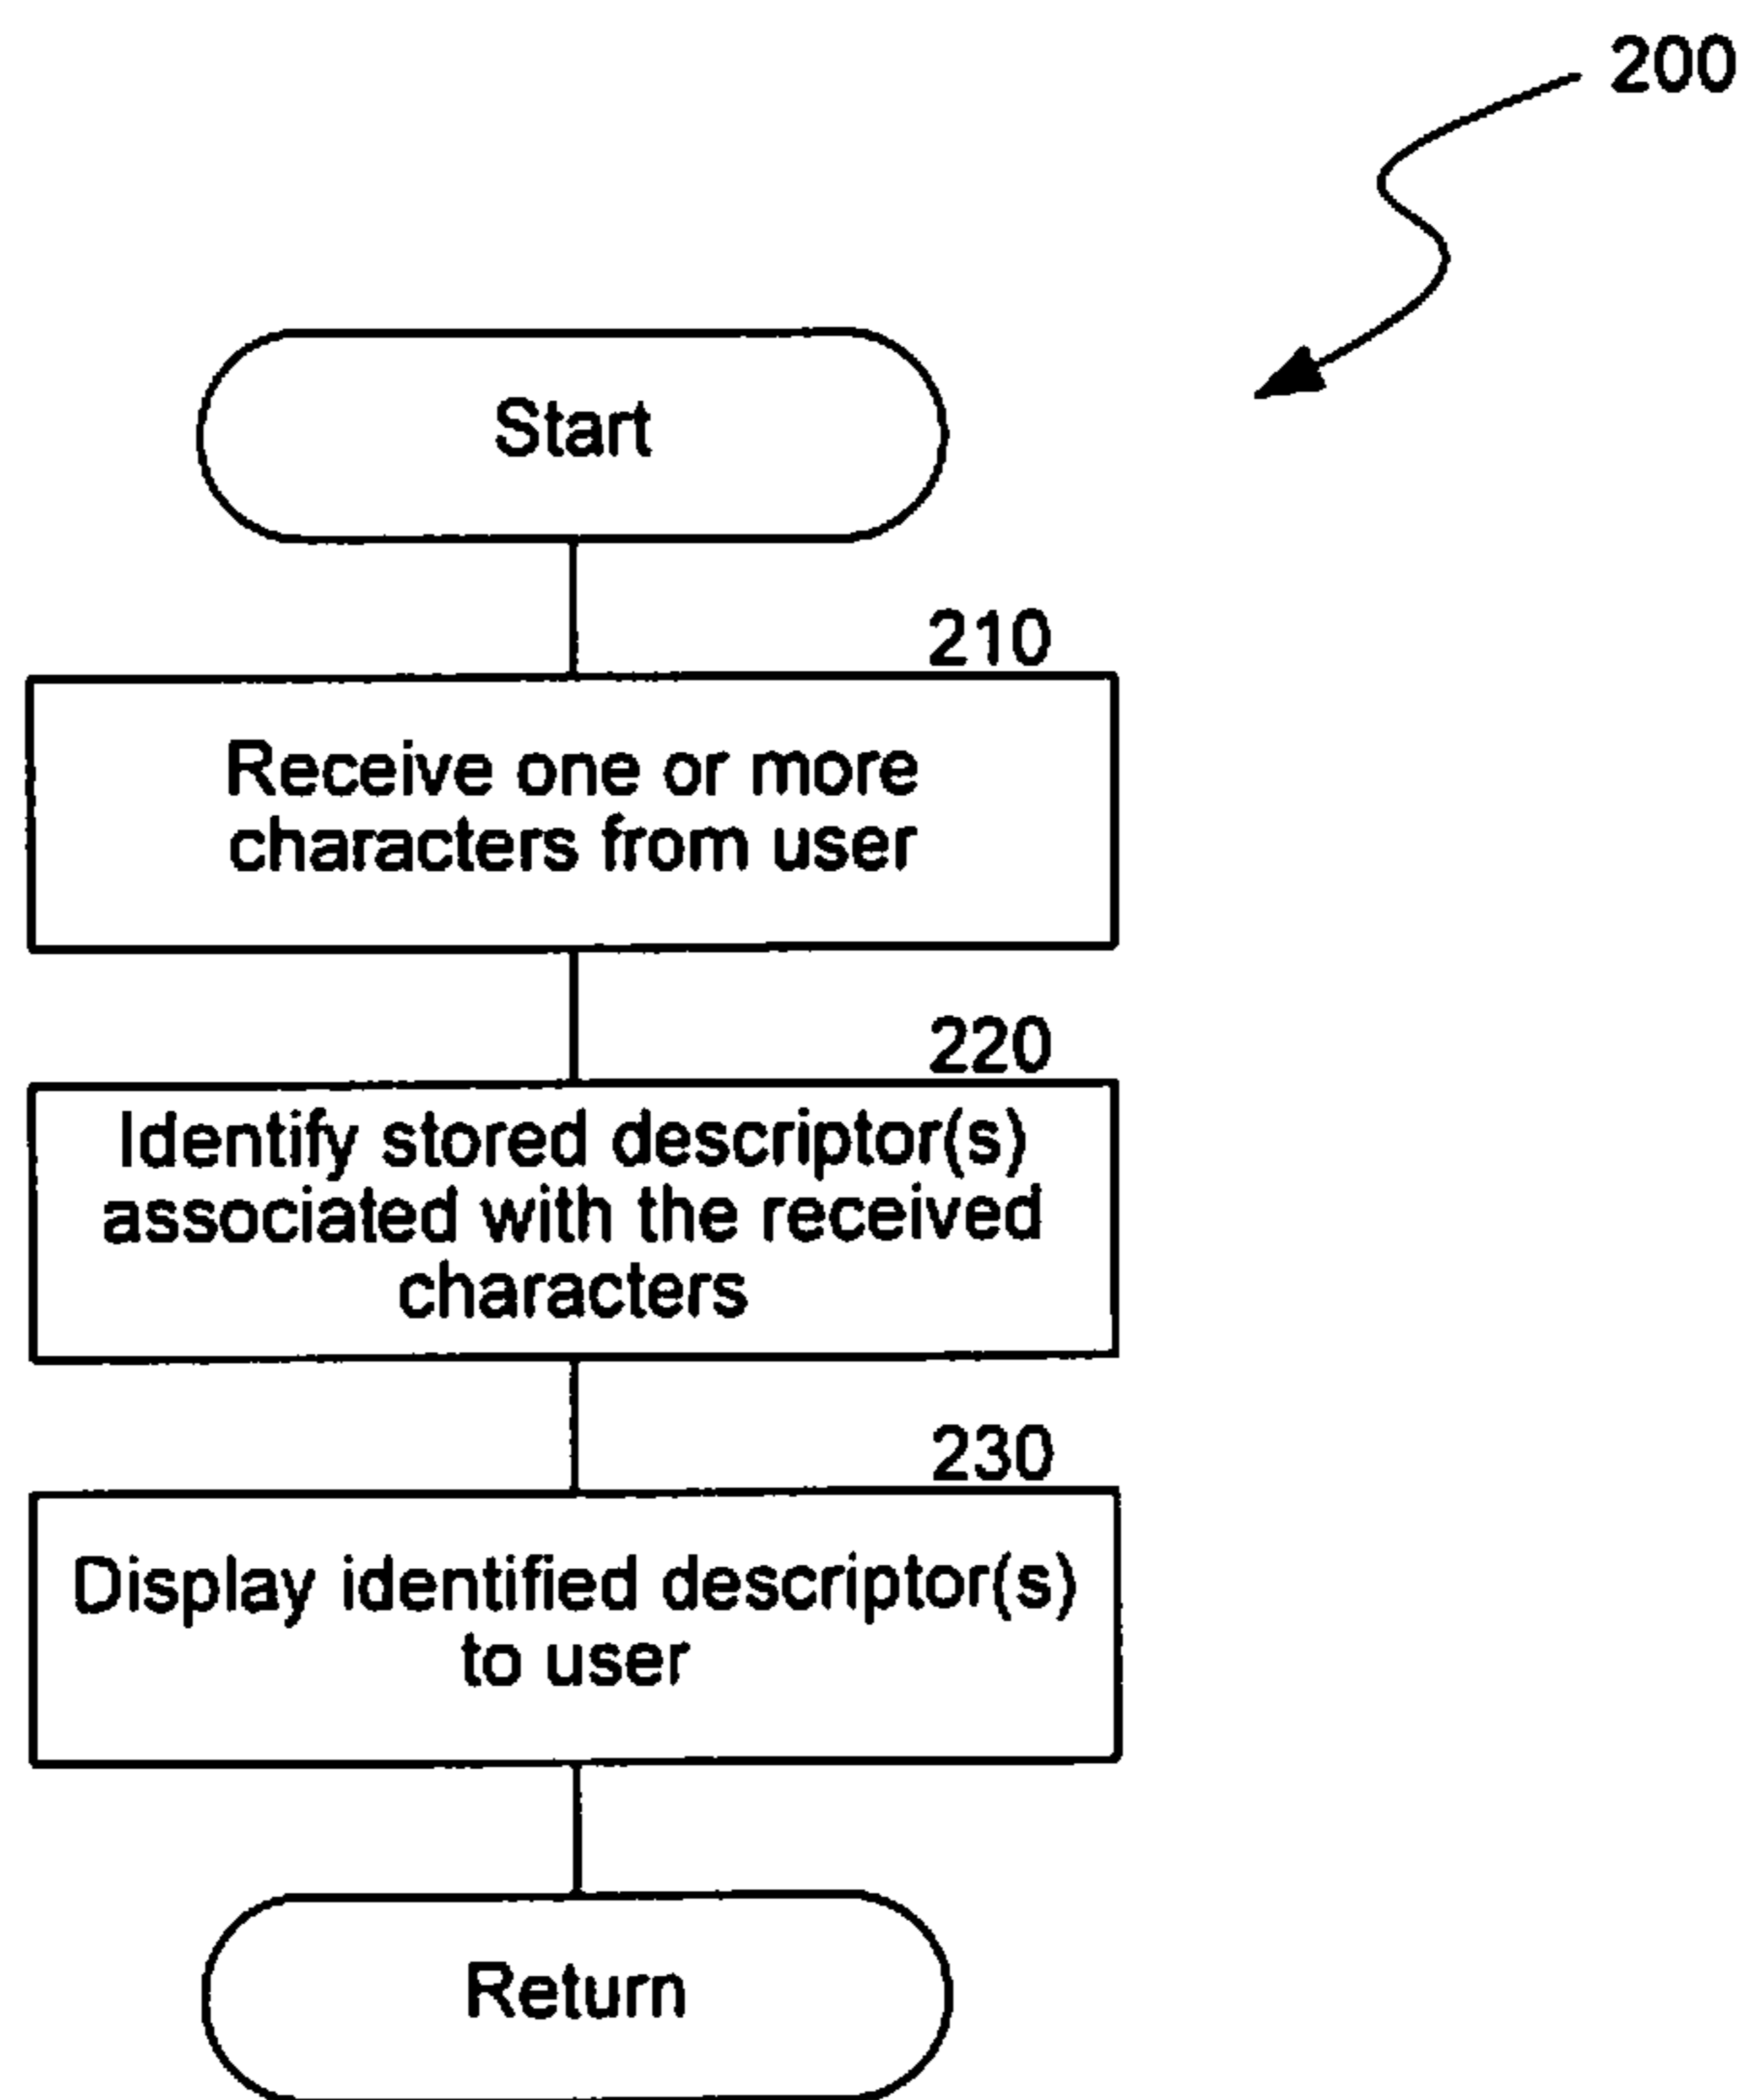 200
Start
210
Receive one or more
characters from user
220
Identify stored descriptor(s)
associated with the received
characters
230
Display identified descriptor(s)
to user
Return